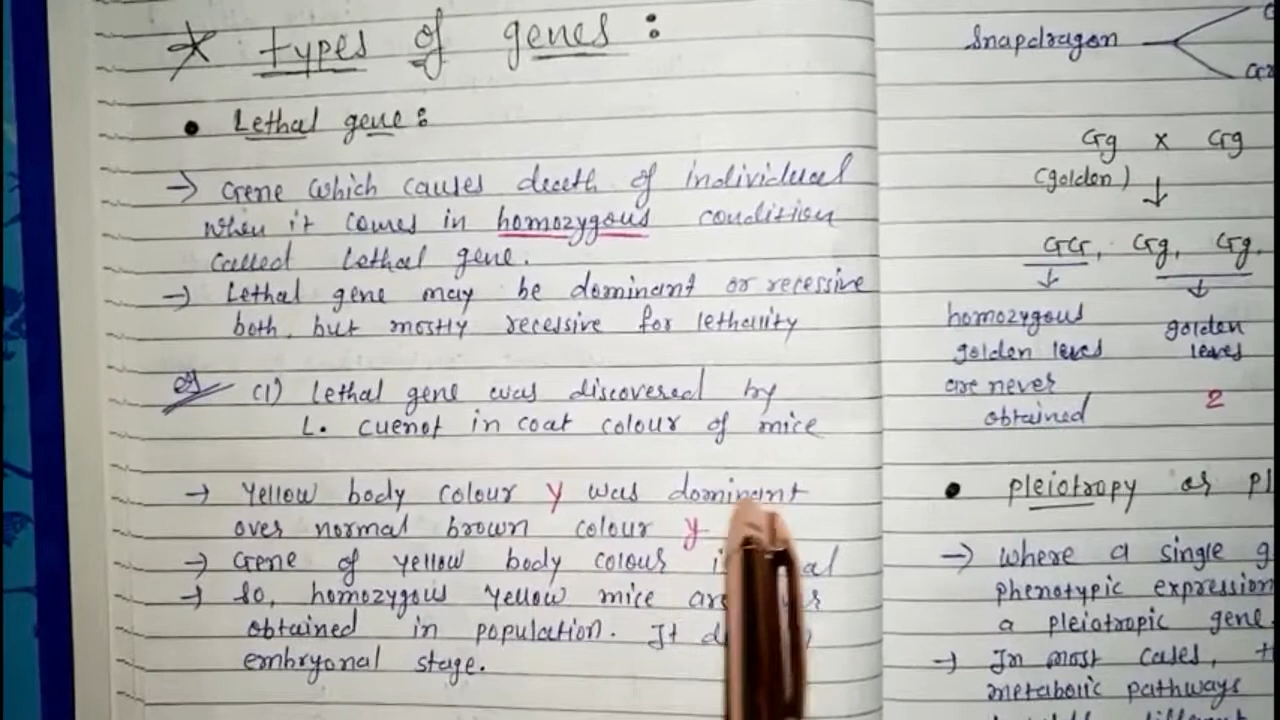 * types of genes :
• Lethal gene :
→ Gene which causes death of individual
when it comes in homozygous condition
called lethal gene.
→ Lethal gene may be dominant or recessive
both, but mostly recessive for lethality
eg (1) Lethal gene was discovered by
L. cuenot in coat colour of mice
→ Yellow body colour Y was dominant
over normal brown colour y
→ Gene of yellow body colour
→ So, homozygous Yellow mice are
obtained in population. It
embryonal stage.
Snapdragon
Gg x Gg
(golden) ↓
GG, Gg, Gg,
↓ ↓
homozygous
golden leves
are never
obtained
golden
leaves
2
• pleiotropy or
→ where a single
phenotypic expression
a pleiotropic gene
→ In most cases,
metabolic pathways